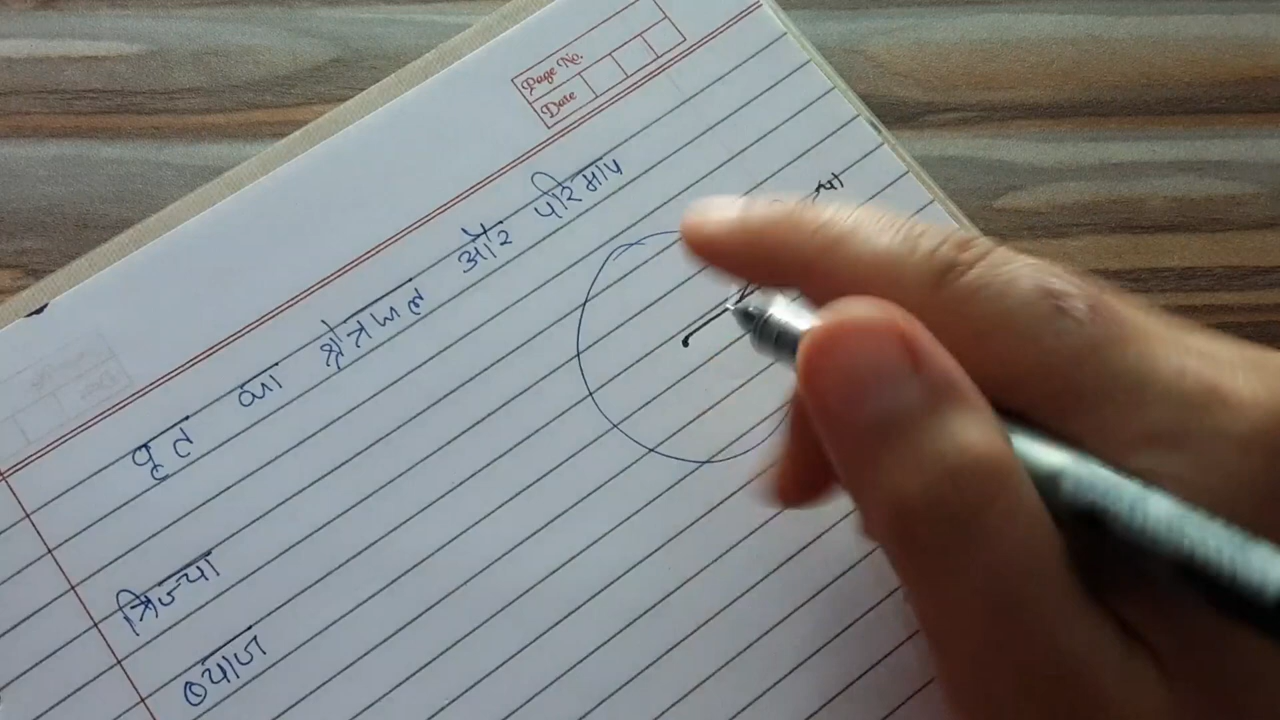 Page No.
Date
वृत का क्षेत्रफल और परिमाप
त्रिज्या
व्यास